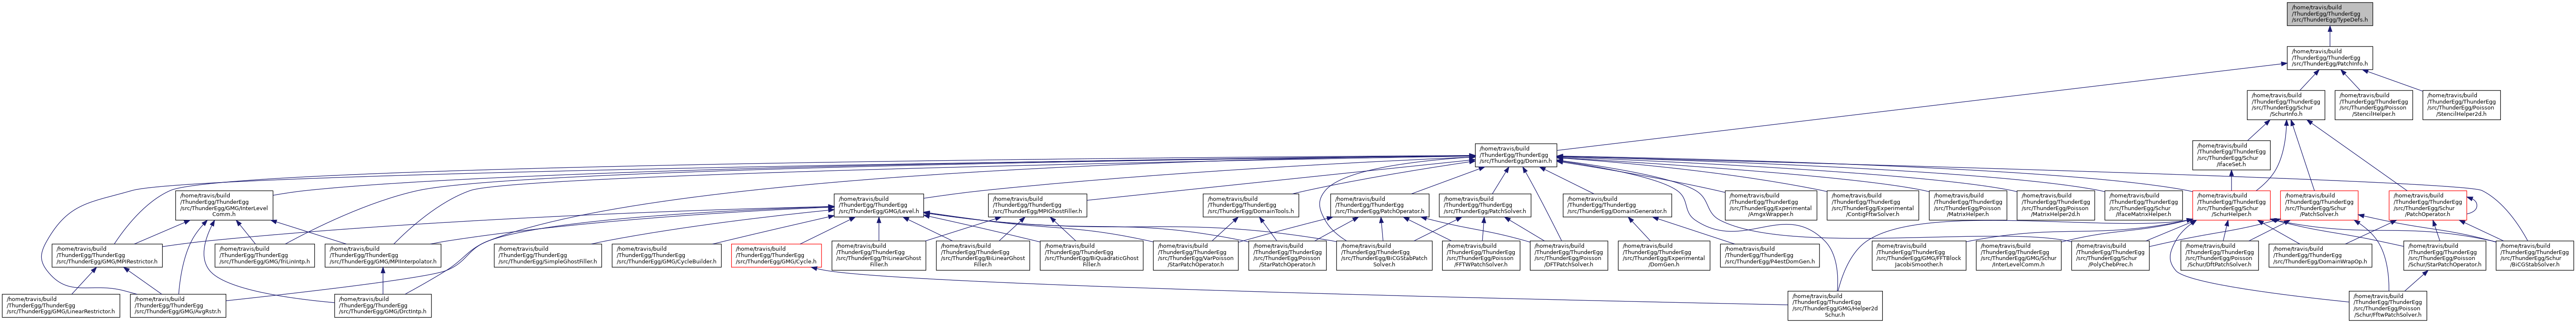 /home/travis/build
/ThunderEgg/ThunderEgg
/src/ThunderEgg/TypeDefs.h
/home/travis/build
/ThunderEgg/ThunderEgg
/src/ThunderEgg/PatchInfo.h
/home/travis/build
/ThunderEgg/ThunderEgg
/src/ThunderEgg/Schur
/SchurInfo.h
/home/travis/build
/ThunderEgg/ThunderEgg
/src/ThunderEgg/Poisson
/StencilHelper.h
/home/travis/build
/ThunderEgg/ThunderEgg
/src/ThunderEgg/Poisson
/StencilHelper2d.h
/home/travis/build
/ThunderEgg/ThunderEgg
/src/ThunderEgg/Domain.h
/home/travis/build
/ThunderEgg/ThunderEgg
/src/ThunderEgg/Schur
/IfaceSet.h
/home/travis/build
/ThunderEgg/ThunderEgg
/src/ThunderEgg/GMG/InterLevel
Comm.h
/home/travis/build
/ThunderEgg/ThunderEgg
/src/ThunderEgg/GMG/Level.h
/home/travis/build
/ThunderEgg/ThunderEgg
/src/ThunderEgg/MPIGhostFiller.h
/home/travis/build
/ThunderEgg/ThunderEgg
/src/ThunderEgg/DomainTools.h
/home/travis/build
/ThunderEgg/ThunderEgg
/src/ThunderEgg/PatchOperator.h
/home/travis/build
/ThunderEgg/ThunderEgg
/src/ThunderEgg/PatchSolver.h
/home/travis/build
/ThunderEgg/ThunderEgg
/src/ThunderEgg/DomainGenerator.h
/home/travis/build
/ThunderEgg/ThunderEgg
/src/ThunderEgg/Experimental
/AmgxWrapper.h
/home/travis/build
/ThunderEgg/ThunderEgg
/src/ThunderEgg/Experimental
/ContigFftwSolver.h
/home/travis/build
/ThunderEgg/ThunderEgg
/src/ThunderEgg/Poisson
/MatrixHelper.h
/home/travis/build
/ThunderEgg/ThunderEgg
/src/ThunderEgg/Poisson
/MatrixHelper2d.h
/home/travis/build
/ThunderEgg/ThunderEgg
/src/ThunderEgg/Schur
/IfaceMatrixHelper.h
/home/travis/build
/ThunderEgg/ThunderEgg
/src/ThunderEgg/Schur
/SchurHelper.h
/home/travis/build
/ThunderEgg/ThunderEgg
/src/ThunderEgg/Schur
/PatchSolver.h
/home/travis/build
/ThunderEgg/ThunderEgg
/src/ThunderEgg/Schur
/PatchOperator.h
/home/travis/build
/ThunderEgg/ThunderEgg
/src/ThunderEgg/GMG/MPIRestrictor.h
/home/travis/build
/ThunderEgg/ThunderEgg
/src/ThunderEgg/GMG/TriLinIntp.h
/home/travis/build
/ThunderEgg/ThunderEgg
/src/ThunderEgg/GMG/MPIInterpolator.h
/home/travis/build
/ThunderEgg/ThunderEgg
/src/ThunderEgg/SimpleGhostFiller.h
/home/travis/build
/ThunderEgg/ThunderEgg
/src/ThunderEgg/GMG/CycleBuilder.h
/home/travis/build
/ThunderEgg/ThunderEgg
/src/ThunderEgg/GMG/Cycle.h
/home/travis/build
/ThunderEgg/ThunderEgg
/src/ThunderEgg/TriLinearGhost
Filler.h
/home/travis/build
/ThunderEgg/ThunderEgg
/src/ThunderEgg/BiLinearGhost
Filler.h
/home/travis/build
/ThunderEgg/ThunderEgg
/src/ThunderEgg/BiQuadraticGhost
Filler.h
/home/travis/build
/ThunderEgg/ThunderEgg
/src/ThunderEgg/VarPoisson
/StarPatchOperator.h
/home/travis/build
/ThunderEgg/ThunderEgg
/src/ThunderEgg/Poisson
/StarPatchOperator.h
/home/travis/build
/ThunderEgg/ThunderEgg
/src/ThunderEgg/BiCGStabPatch
Solver.h
/home/travis/build
/ThunderEgg/ThunderEgg
/src/ThunderEgg/Poisson
/FFTWPatchSolver.h
/home/travis/build
/ThunderEgg/ThunderEgg
/src/ThunderEgg/Poisson
/DFTPatchSolver.h
/home/travis/build
/ThunderEgg/ThunderEgg
/src/ThunderEgg/Experimental
/DomGen.h
/home/travis/build
/ThunderEgg/ThunderEgg
/src/ThunderEgg/P4estDomGen.h
/home/travis/build
/ThunderEgg/ThunderEgg
/src/ThunderEgg/GMG/FFTBlock
JacobiSmoother.h
/home/travis/build
/ThunderEgg/ThunderEgg
/src/ThunderEgg/GMG/Schur
/InterLevelComm.h
/home/travis/build
/ThunderEgg/ThunderEgg
/src/ThunderEgg/Schur
/PolyChebPrec.h
/home/travis/build
/ThunderEgg/ThunderEgg
/src/ThunderEgg/Poisson
/Schur/DftPatchSolver.h
/home/travis/build
/ThunderEgg/ThunderEgg
/src/ThunderEgg/DomainWrapOp.h
/home/travis/build
/ThunderEgg/ThunderEgg
/src/ThunderEgg/Poisson
/Schur/StarPatchOperator.h
/home/travis/build
/ThunderEgg/ThunderEgg
/src/ThunderEgg/Schur
/BiCGStabSolver.h
/home/travis/build
/ThunderEgg/ThunderEgg
/src/ThunderEgg/GMG/LinearRestrictor.h
/home/travis/build
/ThunderEgg/ThunderEgg
/src/ThunderEgg/GMG/AvgRstr.h
/home/travis/build
/ThunderEgg/ThunderEgg
/src/ThunderEgg/GMG/DrctIntp.h
/home/travis/build
/ThunderEgg/ThunderEgg
/src/ThunderEgg/GMG/Helper2d
Schur.h
/home/travis/build
/ThunderEgg/ThunderEgg
/src/ThunderEgg/Poisson
/Schur/FftwPatchSolver.h